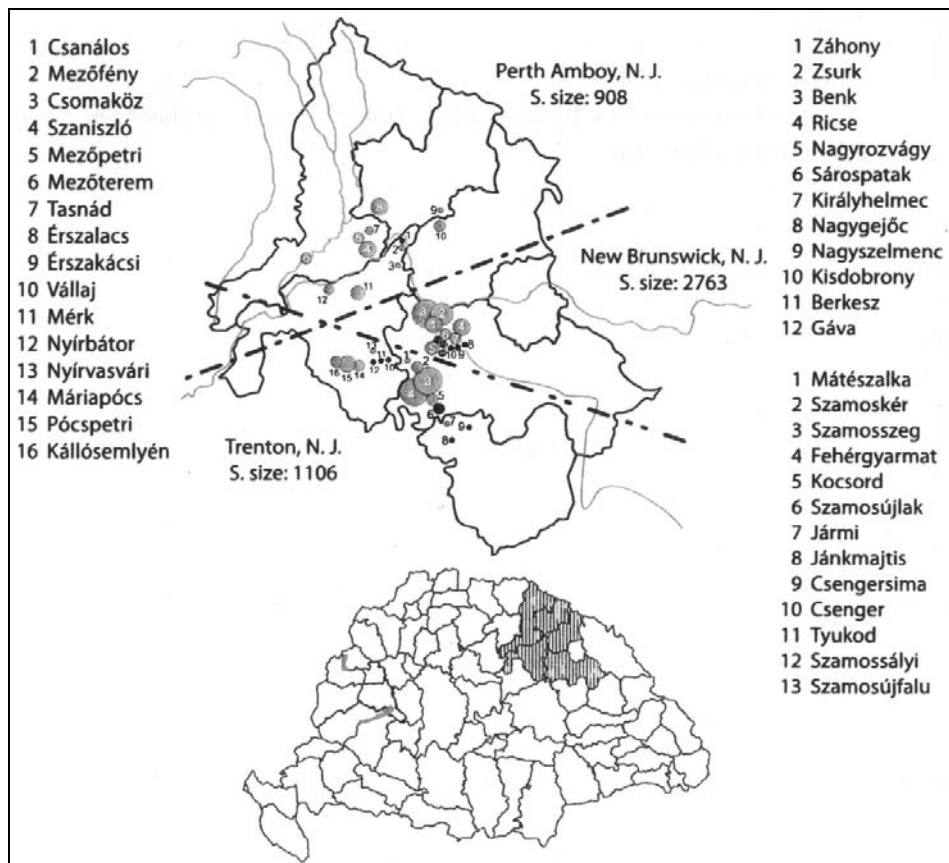 1 Csanálos
2 Mezőfény
3 Csomaköz
4 Szaniszló
5 Mezőpetri
6 Mezőterem
7 Tasnád
8 Érszalacs
9 Érszakácsi
10 Vállaj
11 Mérk
12 Nyírbátor
13 Nyírvasvári
14 Máriapócs
15 Pócspetri
16 Kállósemlyén
Perth Amboy, N. J.
S. size: 908
New Brunswick, N. J.
S. size: 2763
Trenton, N. J.
S. size: 1106
1 Záhony
2 Zsurk
3 Benk
4 Ricse
5 Nagyrozvágy
6 Sárospatak
7 Királyhelmec
8 Nagygejőc
9 Nagyszelmenc
10 Kisdobrony
11 Berkesz
12 Gáva
1 Mátészalka
2 Szamoskér
3 Szamosszeg
4 Fehérgyarmat
5 Kocsord
6 Szamosújlak
7 Jármi
8 Jánkmajtis
9 Csengersima
10 Csenger
11 Tyukod
12 Szamossályi
13 Szamosújfalu